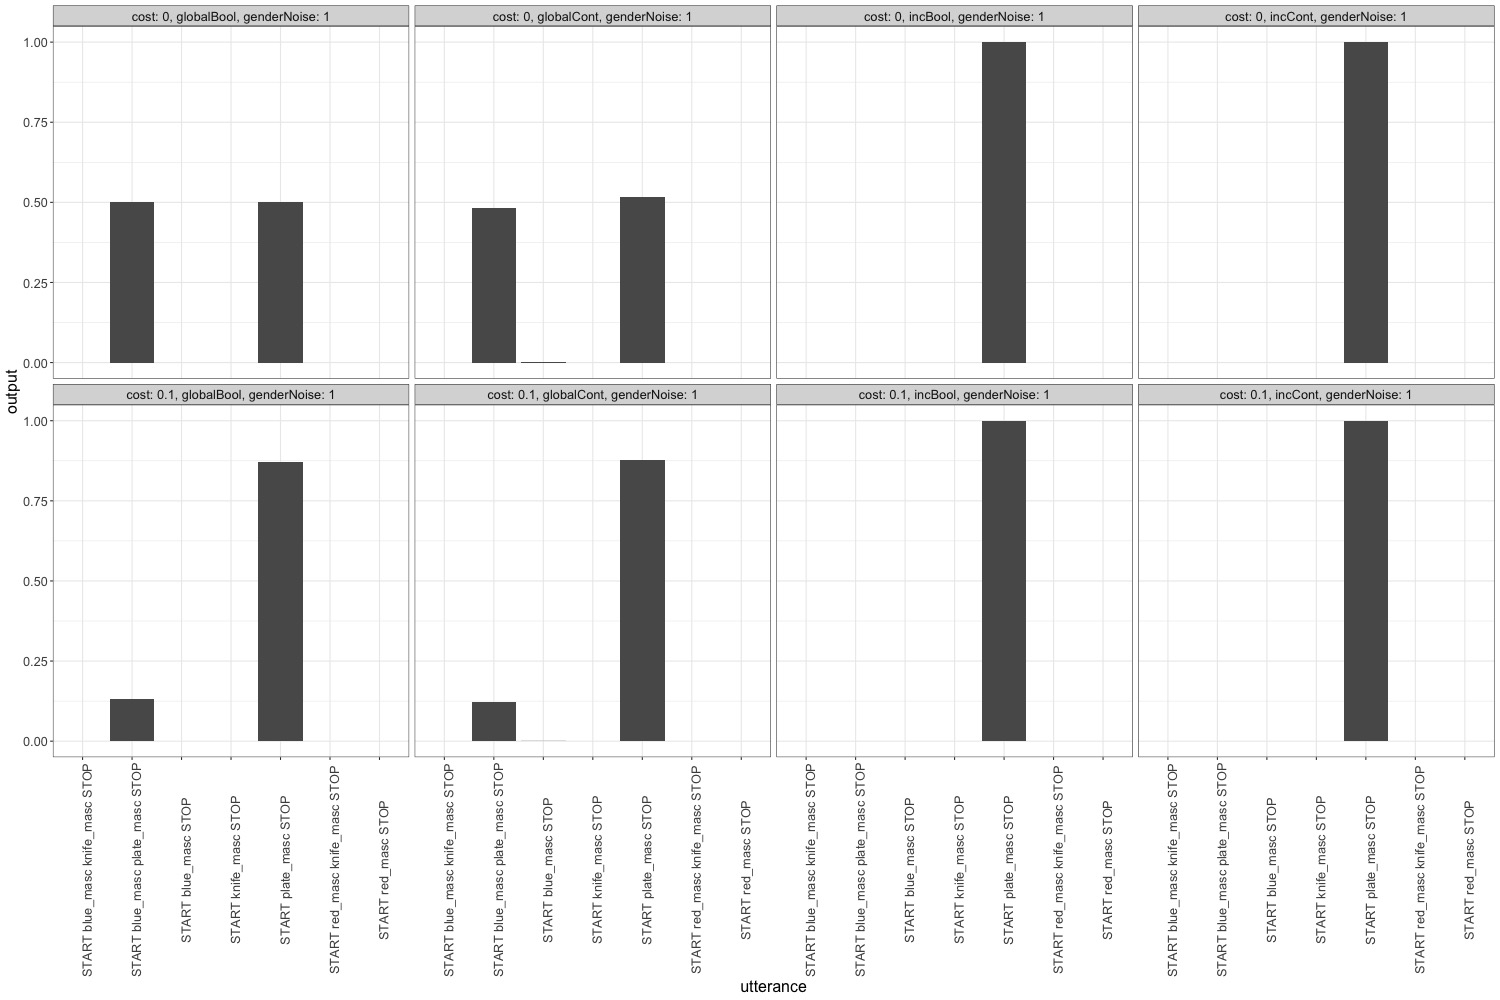 cost: 0, globalBool, genderNoise: 1
cost: 0, globalCont, genderNoise: 1
cost: 0, incBool, genderNoise: 1
cost: 0, incCont, genderNoise: 1
1.00
0.75
0.50
0.25
0.00
output
cost: 0.1, globalBool, genderNoise: 1
cost: 0.1, globalCont, genderNoise: 1
cost: 0.1, incBool, genderNoise: 1
cost: 0.1, incCont, genderNoise: 1
1.00
0.75
0.50
0.25
0.00
START blue_masc knife_masc STOP
START blue_masc plate_masc STOP
START blue_masc STOP
START knife_masc STOP
START plate_masc STOP
START red_masc knife_masc STOP
START red_masc STOP
START blue_masc knife_masc STOP
START blue_masc plate_masc STOP
START blue_masc STOP
START knife_masc STOP
START plate_masc STOP
START red_masc knife_masc STOP
START red_masc STOP
START blue_masc knife_masc STOP
START blue_masc plate_masc STOP
START blue_masc STOP
START knife_masc STOP
START plate_masc STOP
START red_masc knife_masc STOP
START red_masc STOP
START blue_masc knife_masc STOP
START blue_masc plate_masc STOP
START blue_masc STOP
START knife_masc STOP
START plate_masc STOP
START red_masc knife_masc STOP
START red_masc STOP
utterance